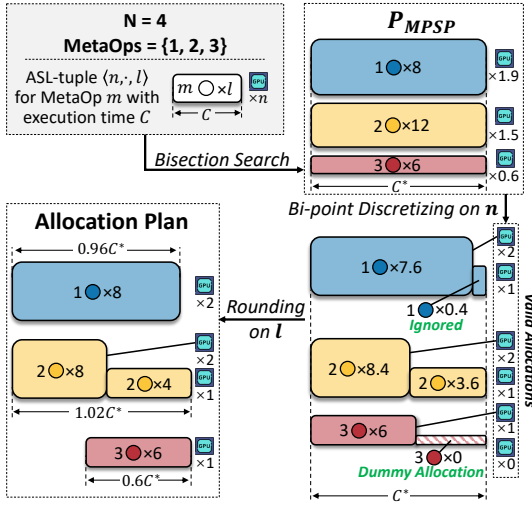 N = 4
MetaOps = {1, 2, 3}
ASL-tuple ⟨n,·, l⟩
for MetaOp m with
execution time C
m ×l
GPU
×n
C
Bisection Search
P_MPSP
1 ×8
GPU
×1.9
2 ×12
GPU
×1.5
3 ×6
GPU
×0.6
C*
Bi-point Discretizing on n
Valid Allocations
1 ×7.6
GPU
×2
GPU
×1
1 ×0.4
Ignored
2 ×8.4
GPU
×2
2 ×3.6
GPU
×1
3 ×6
GPU
×1
3 ×0
GPU
×0
Dummy Allocation
C*
Rounding
on l
Allocation Plan
0.96C*
1 ×8
GPU
×2
2 ×8
GPU
×2
2 ×4
GPU
×1
1.02C*
3 ×6
GPU
×1
0.6C*